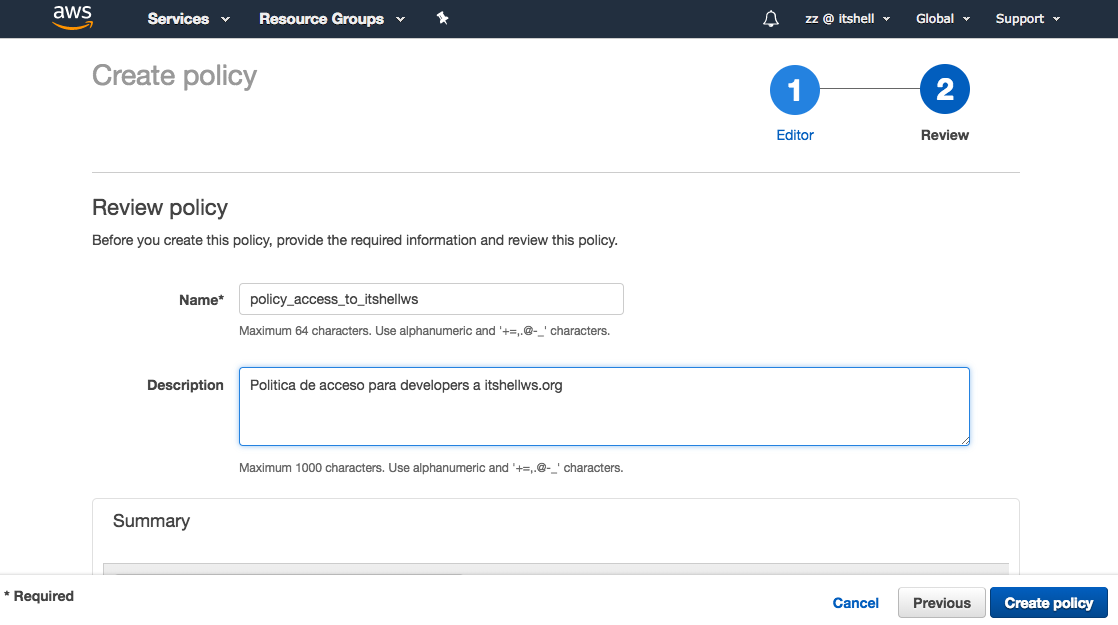 aws Services Resource Groups zz @ itshell Global Support
Create policy
1 2
Editor Review
Review policy
Before you create this policy, provide the required information and review this policy.
Name* policy_access_to_itshellws
Maximum 64 characters. Use alphanumeric and '+=,.@-_' characters.
Description Politica de acceso para developers a itshellws.org
Maximum 1000 characters. Use alphanumeric and '+=,.@-_' characters.
Summary
* Required Cancel Previous Create policy